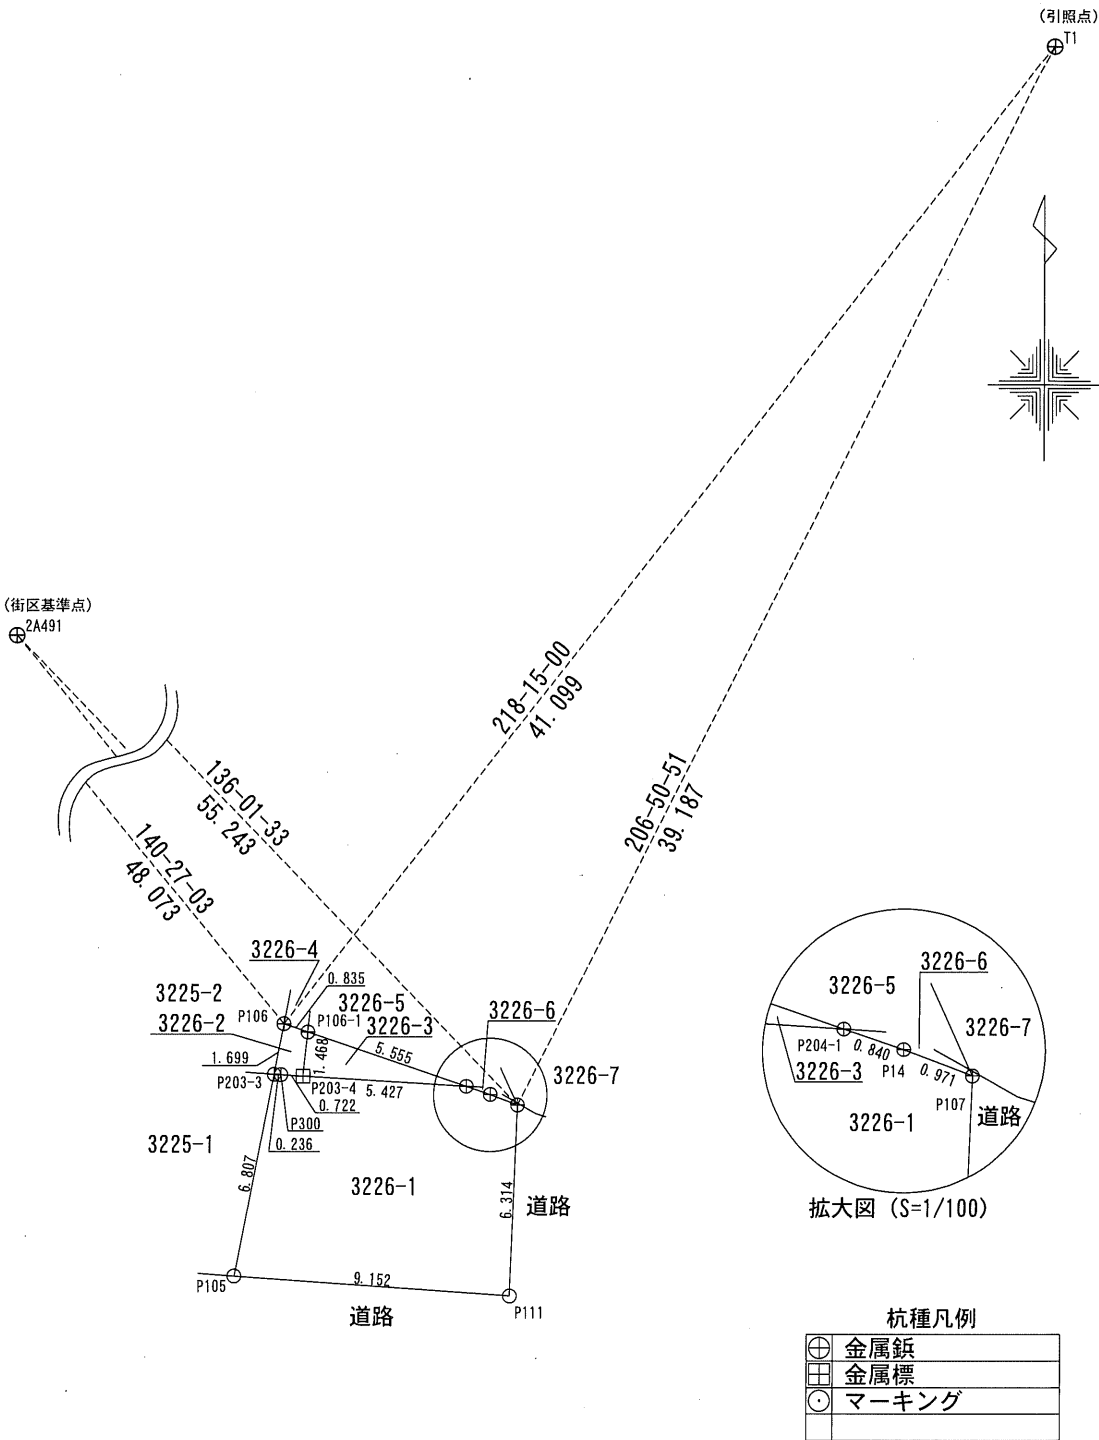 (引照点)
T1
(街区基準点)
2A491
218-15-00
41.099
206-50-51
39.187
136-01-33
55.243
140-27-03
48.073
3226-4
0.835
3225-2
3226-5
3226-6
P106
P106-1
3226-2
3226-3
1.468
5.555
1.699
3226-7
P203-3
P203-4
5.427
0.722
P300
0.236
3225-1
6.807
3226-1
6.314
道路
P105
9.152
P111
道路
3226-6
3226-5
3226-7
P204-1
0.840
3226-3
P14
0.971
P107
3226-1
道路
拡大図 (S=1/100)
杭種凡例
金属鋲
金属標
マーキング